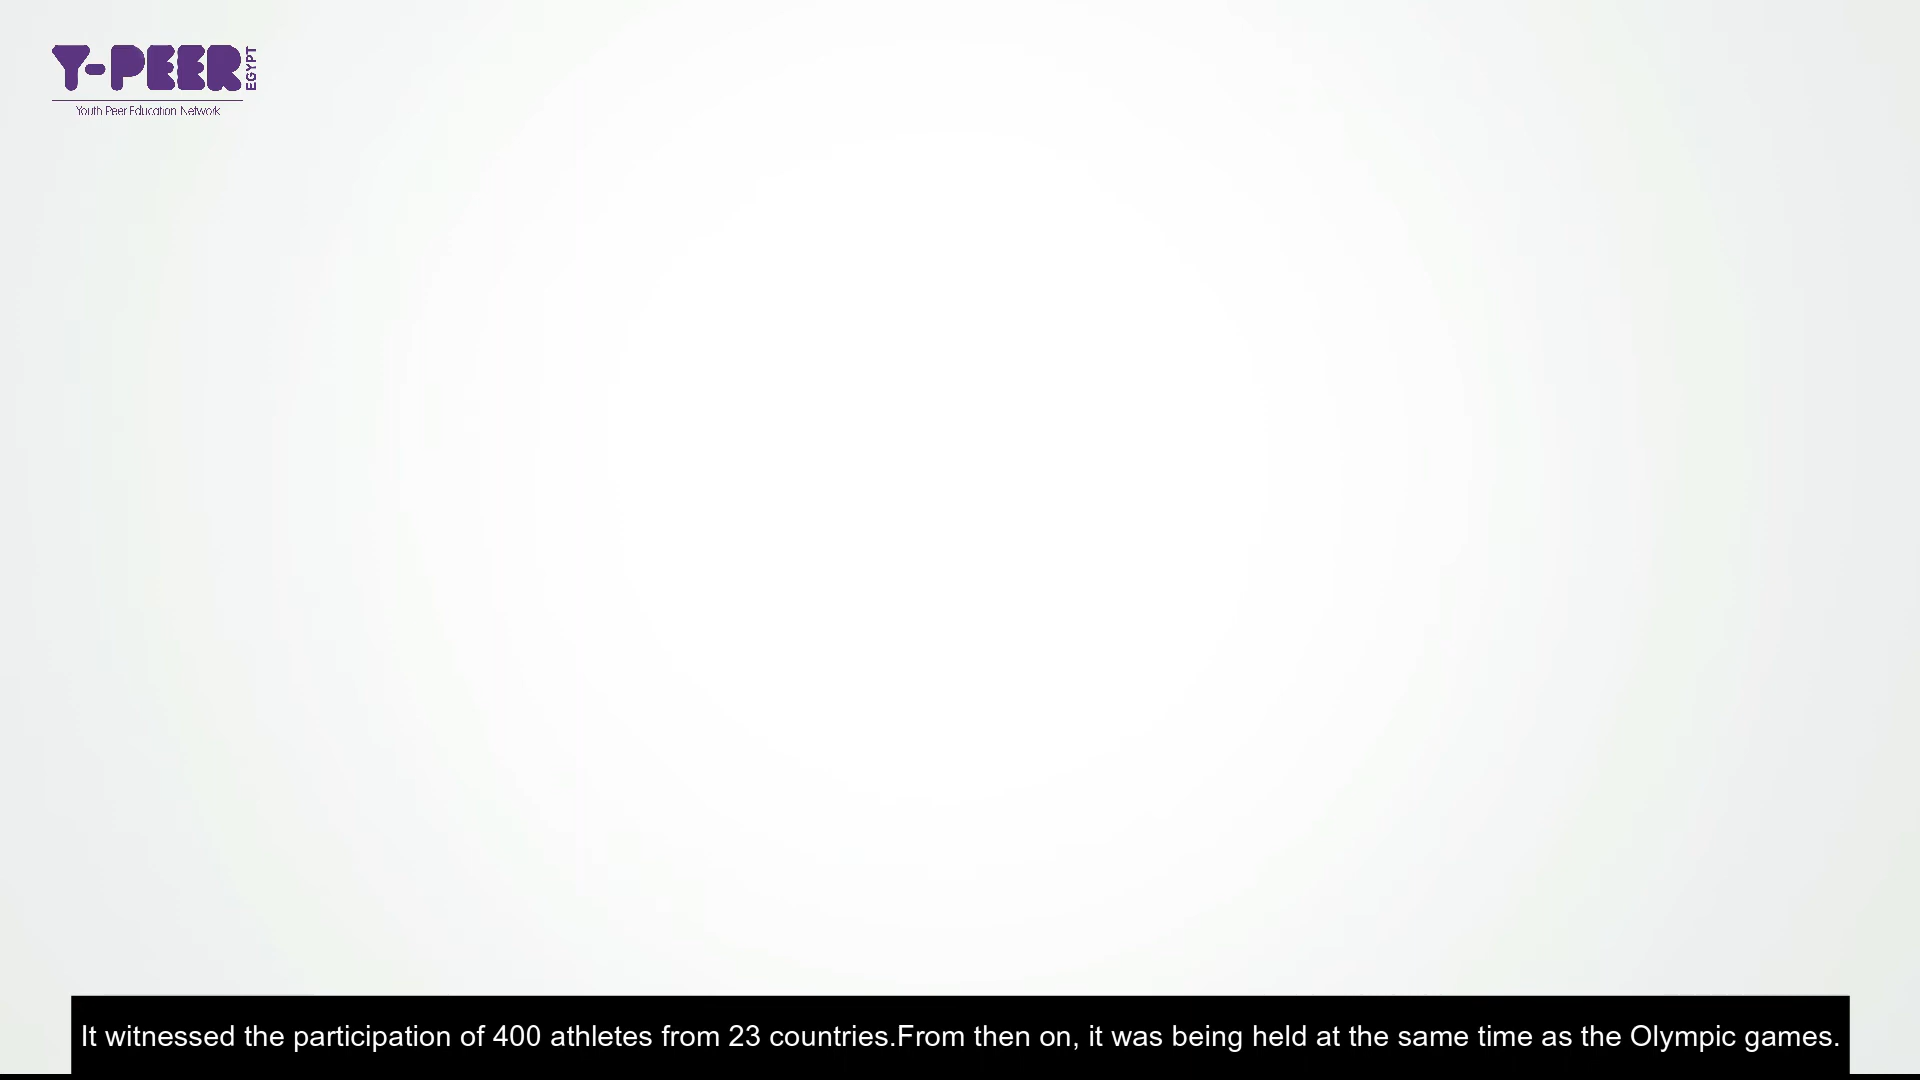 Y-PEER EGYPT
Youth Peer Education Network
It witnessed the participation of 400 athletes from 23 countries.From then on, it was being held at the same time as the Olympic games.